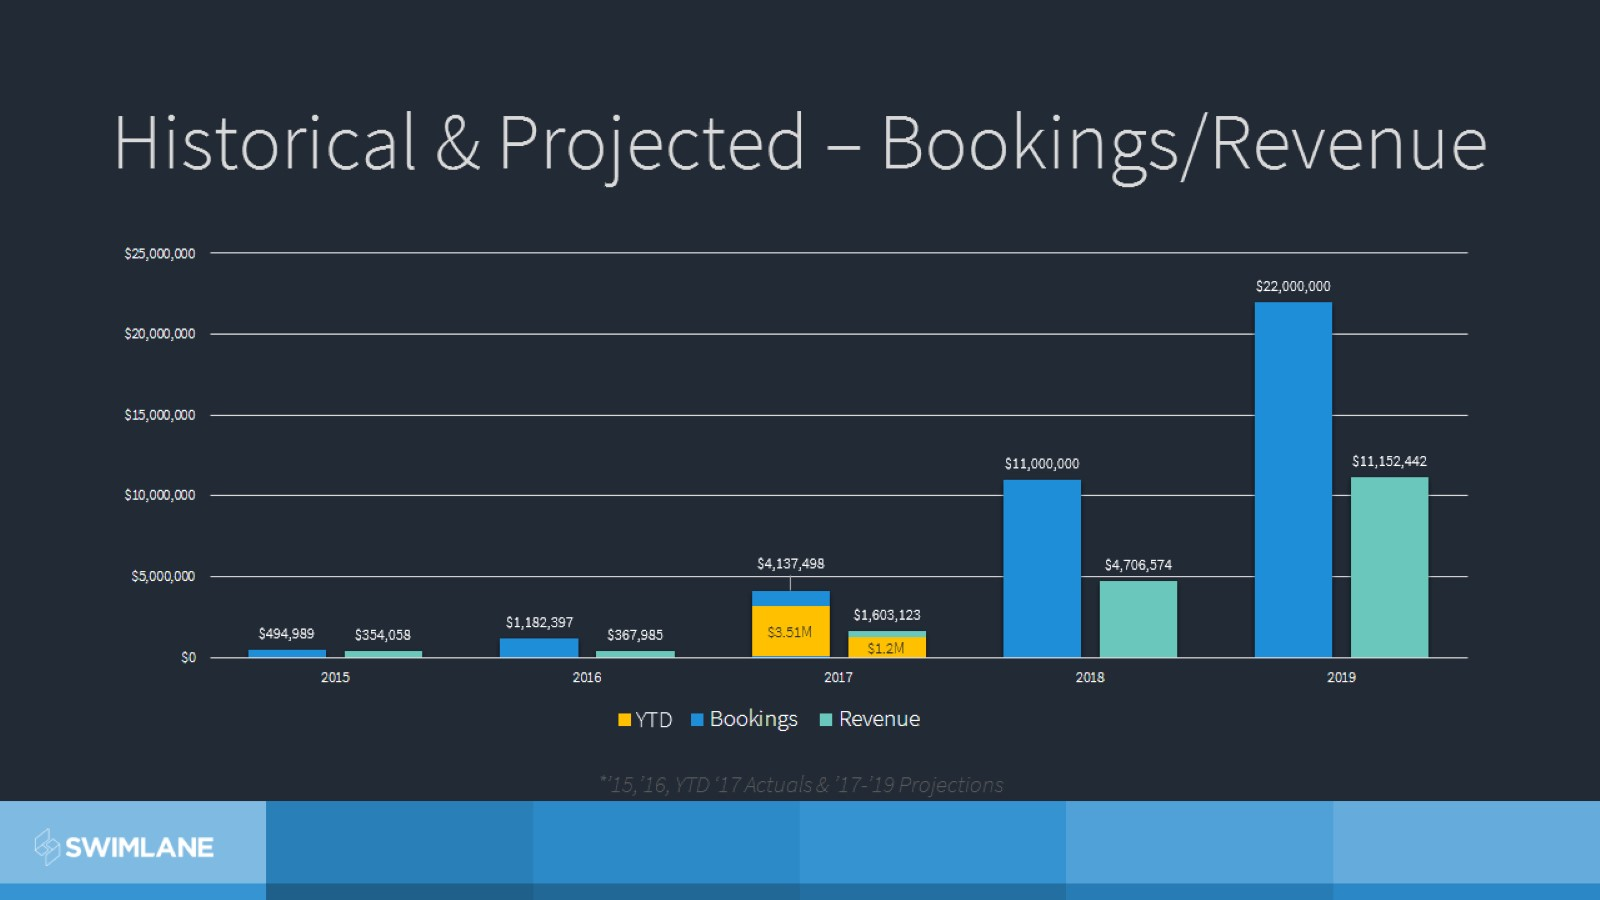 Historical & Projected – Bookings/Revenue
$25,000,000
$20,000,000
$15,000,000
$10,000,000
$5,000,000
$0
$494,989
$354,058
$1,182,397
$367,985
$4,137,498
$3.51M
$1,603,123
$1.2M
$11,000,000
$4,706,574
$22,000,000
$11,152,442
2015 2016 2017 2018 2019
YTD Bookings Revenue
*'15,'16, YTD '17 Actuals & '17-'19 Projections
SWIMLANE